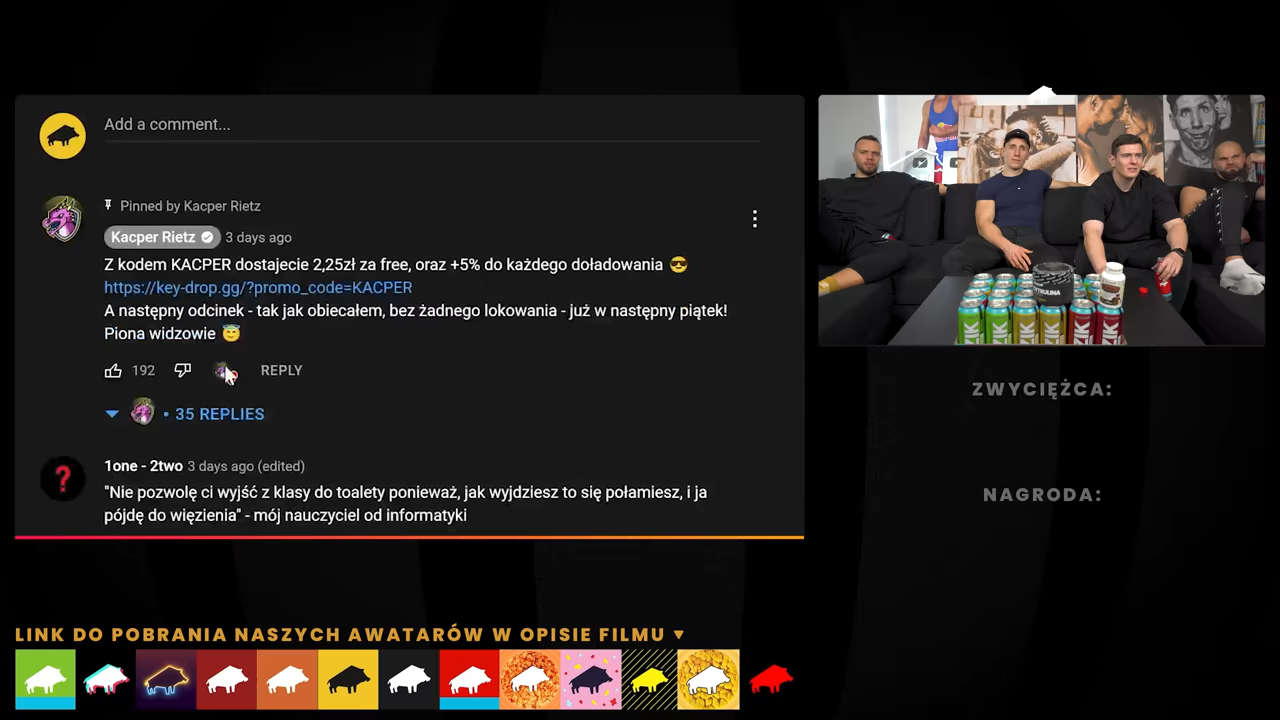 Add a comment...
Pinned by Kacper Rietz
Kacper Rietz 3 days ago
Z kodem KACPER dostajecie 2,25zł za free, oraz +5% do każdego doładowania 😎
https://key-drop.gg/?promo_code=KACPER
A następny odcinek - tak jak obiecałem, bez żadnego lokowania - już w następny piątek!
Piona widzowie 😇
192 REPLY
• 35 REPLIES
1one - 2two 3 days ago (edited)
"Nie pozwolę ci wyjść z klasy do toalety ponieważ, jak wyjdziesz to się połamiesz, i ja
pójdę do więzienia" - mój nauczyciel od informatyki
ZWYCIĘŻCA:
NAGRODA:
LINK DO POBRANIA NASZYCH AWATARÓW W OPISIE FILMU ▼